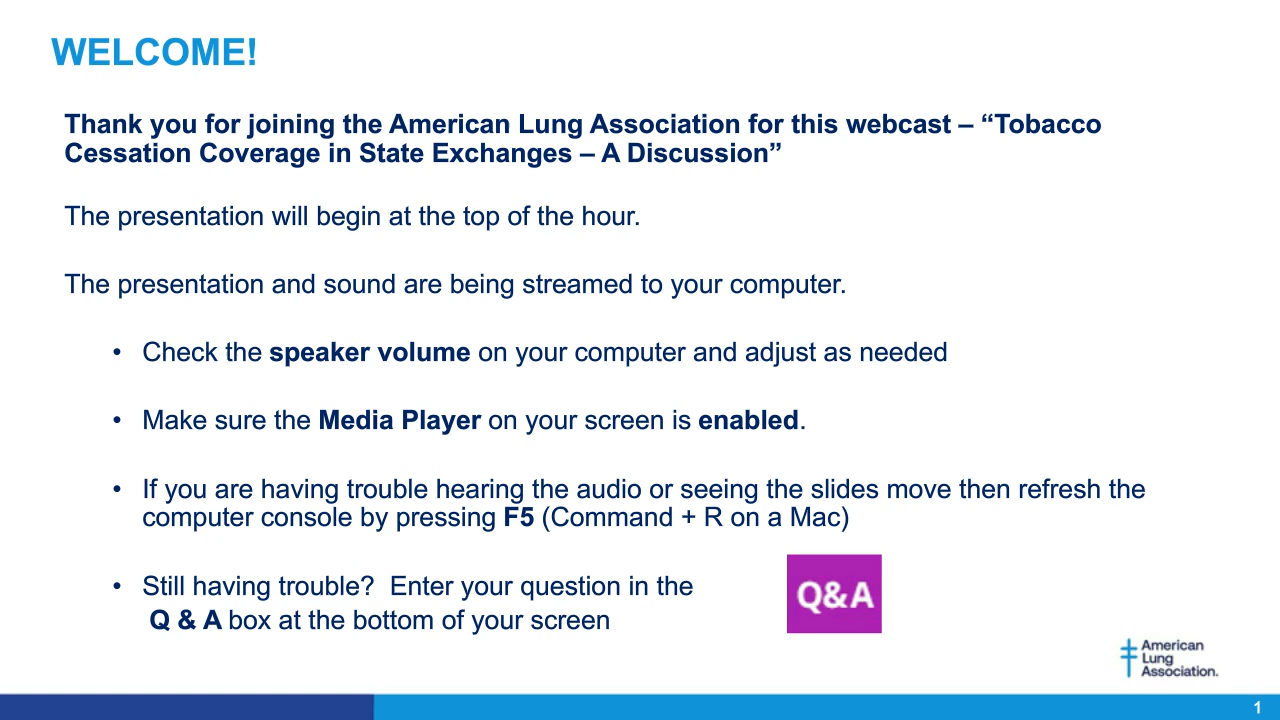 WELCOME!
Thank you for joining the American Lung Association for this webcast – “Tobacco
Cessation Coverage in State Exchanges – A Discussion”
The presentation will begin at the top of the hour.
The presentation and sound are being streamed to your computer.
• Check the speaker volume on your computer and adjust as needed
• Make sure the Media Player on your screen is enabled.
• If you are having trouble hearing the audio or seeing the slides move then refresh the
computer console by pressing F5 (Command + R on a Mac)
• Still having trouble?  Enter your question in the
Q & A box at the bottom of your screen
Q&A
American
Lung
Association.
1